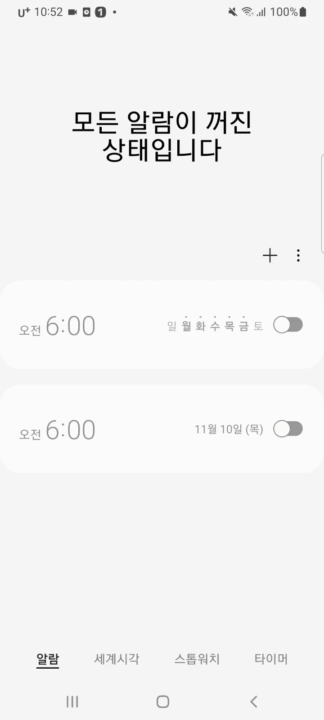 U+ 10:52 1 100%
모든 알람이 꺼진
상태입니다
오전 6:00 일 월 화 수 목 금 토
오전 6:00 11월 10일 (목)
알람 세계시각 스톱워치 타이머